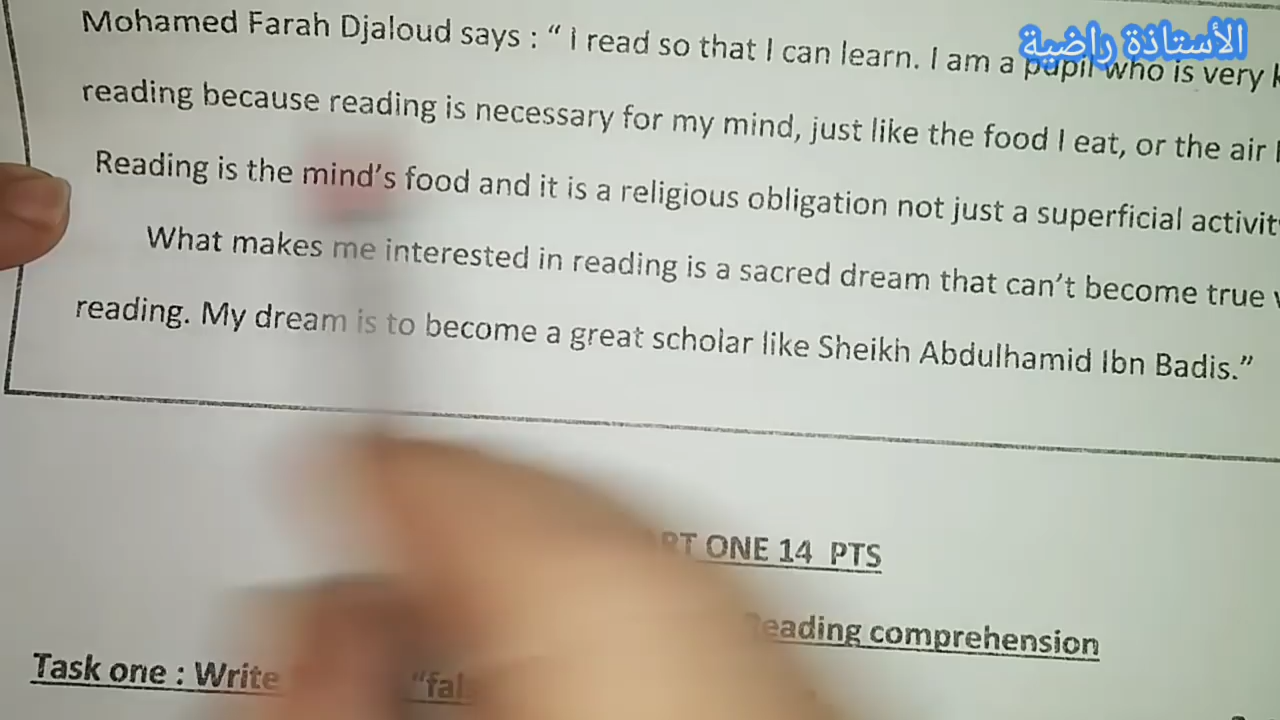 الأستاذة راضية
Mohamed Farah Djaloud says : “ I read so that I can learn. I am a pupil who is very
reading because reading is necessary for my mind, just like the food I eat, or the air
Reading is the mind’s food and it is a religious obligation not just a superficial
What makes me interested in reading is a sacred dream that can’t become true
reading. My dream is to become a great scholar like Sheikh Abdulhamid Ibn Badis.”
ONE 14 PTS
comprehension
Task one : Write